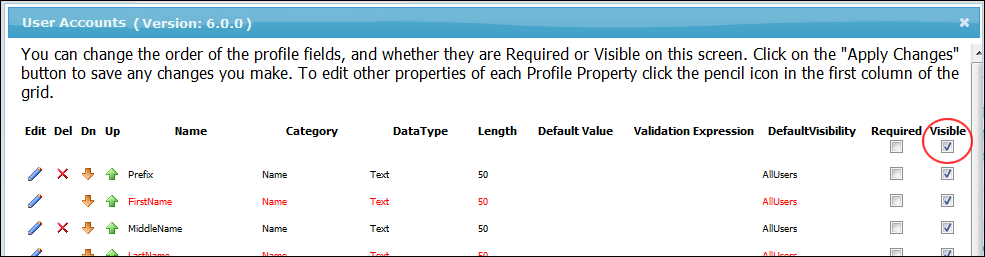 User Accounts ( Version: 6.0.0 )
You can change the order of the profile fields, and whether they are Required or Visible on this screen. Click on the "Apply Changes"
button to save any changes you make. To edit other properties of each Profile Property click the pencil icon in the first column of the
grid.
Edit Del Dn Up Name Category DataType Length Default Value Validation Expression DefaultVisibility Required Visible
Prefix Name Text 50 AllUsers
FirstName Name Text 50 AllUsers
MiddleName Name Text 50 AllUsers
LastName Name Text 50 AllUsers